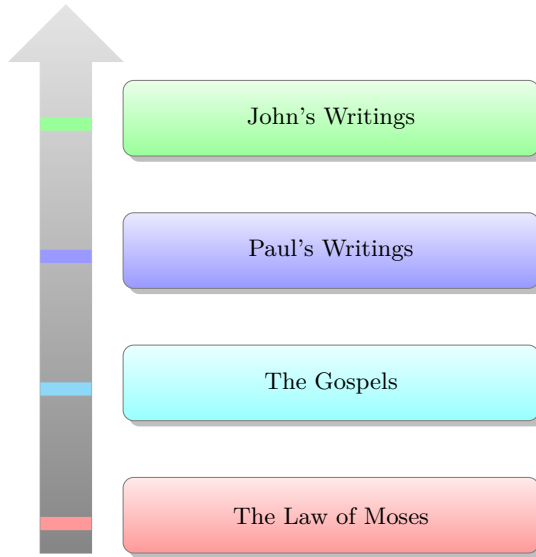 John's Writings
Paul's Writings
The Gospels
The Law of Moses